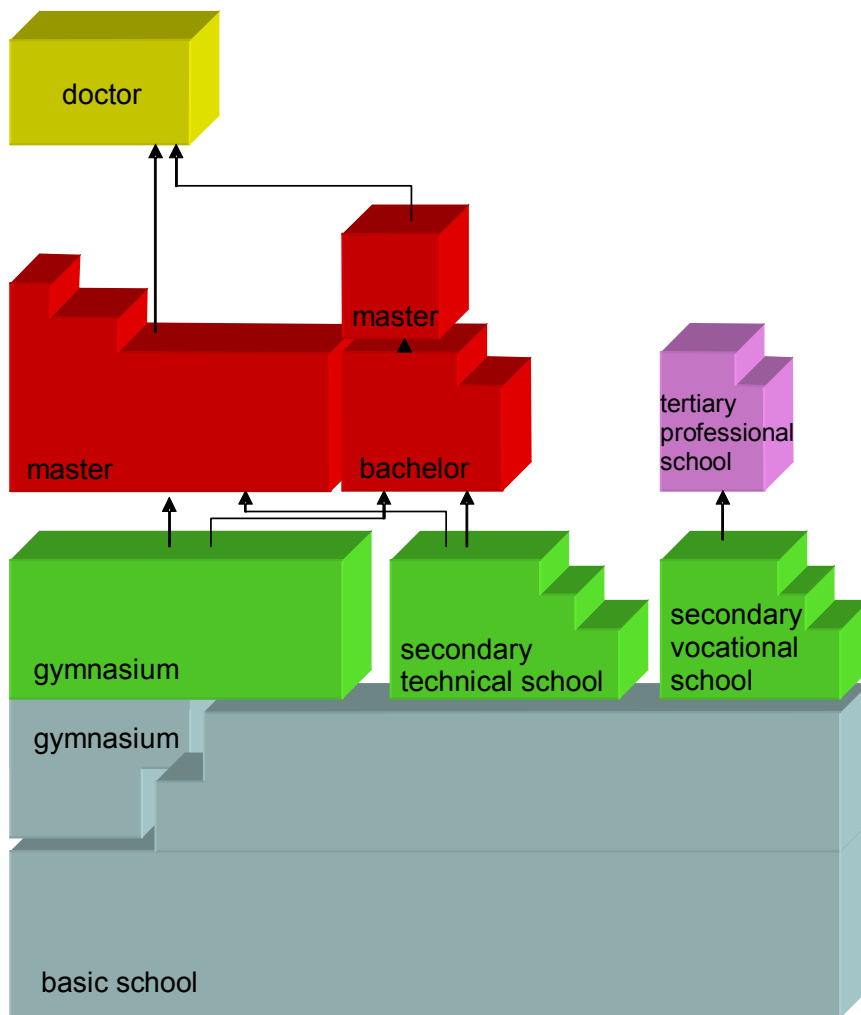 doctor
master
tertiary
professional
school
master
bachelor
gymnasium
secondary
technical school
secondary
vocational
school
gymnasium
basic school